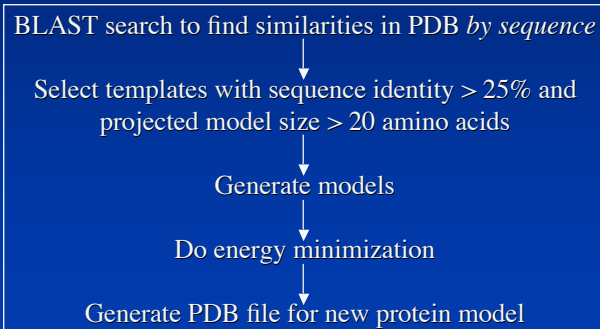 BLAST search to find similarities in PDB by sequence
Select templates with sequence identity > 25% and
projected model size > 20 amino acids
Generate models
Do energy minimization
Generate PDB file for new protein model